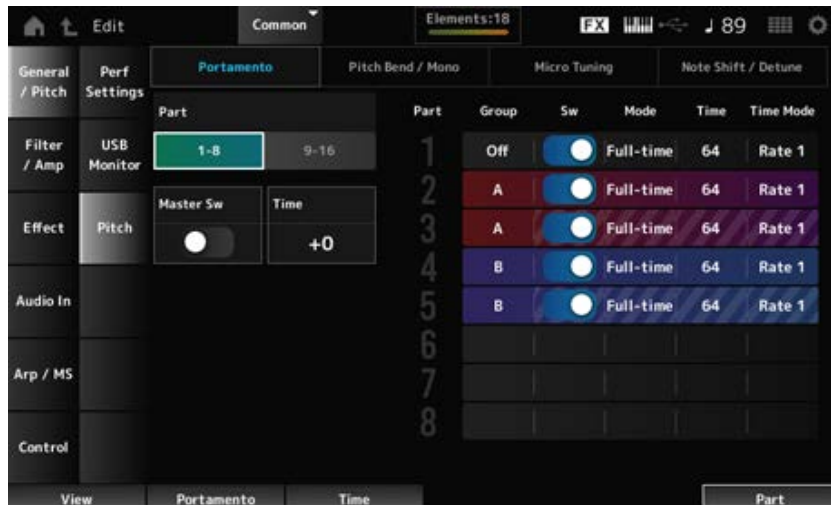 Edit Common Elements:18 FX ♩ 89
General / Pitch
Filter / Amp
Effect
Audio In
Arp / MS
Control
Perf Settings
USB Monitor
Pitch
Portamento Pitch Bend / Mono Micro Tuning Note Shift / Detune
Part
1-8 9-16
Master Sw Time
+0
Part Group Sw Mode Time Time Mode
1 Off Full-time 64 Rate 1
2 A Full-time 64 Rate 1
3 A Full-time 64 Rate 1
4 B Full-time 64 Rate 1
5 B Full-time 64 Rate 1
6
7
8
View Portamento Time Part